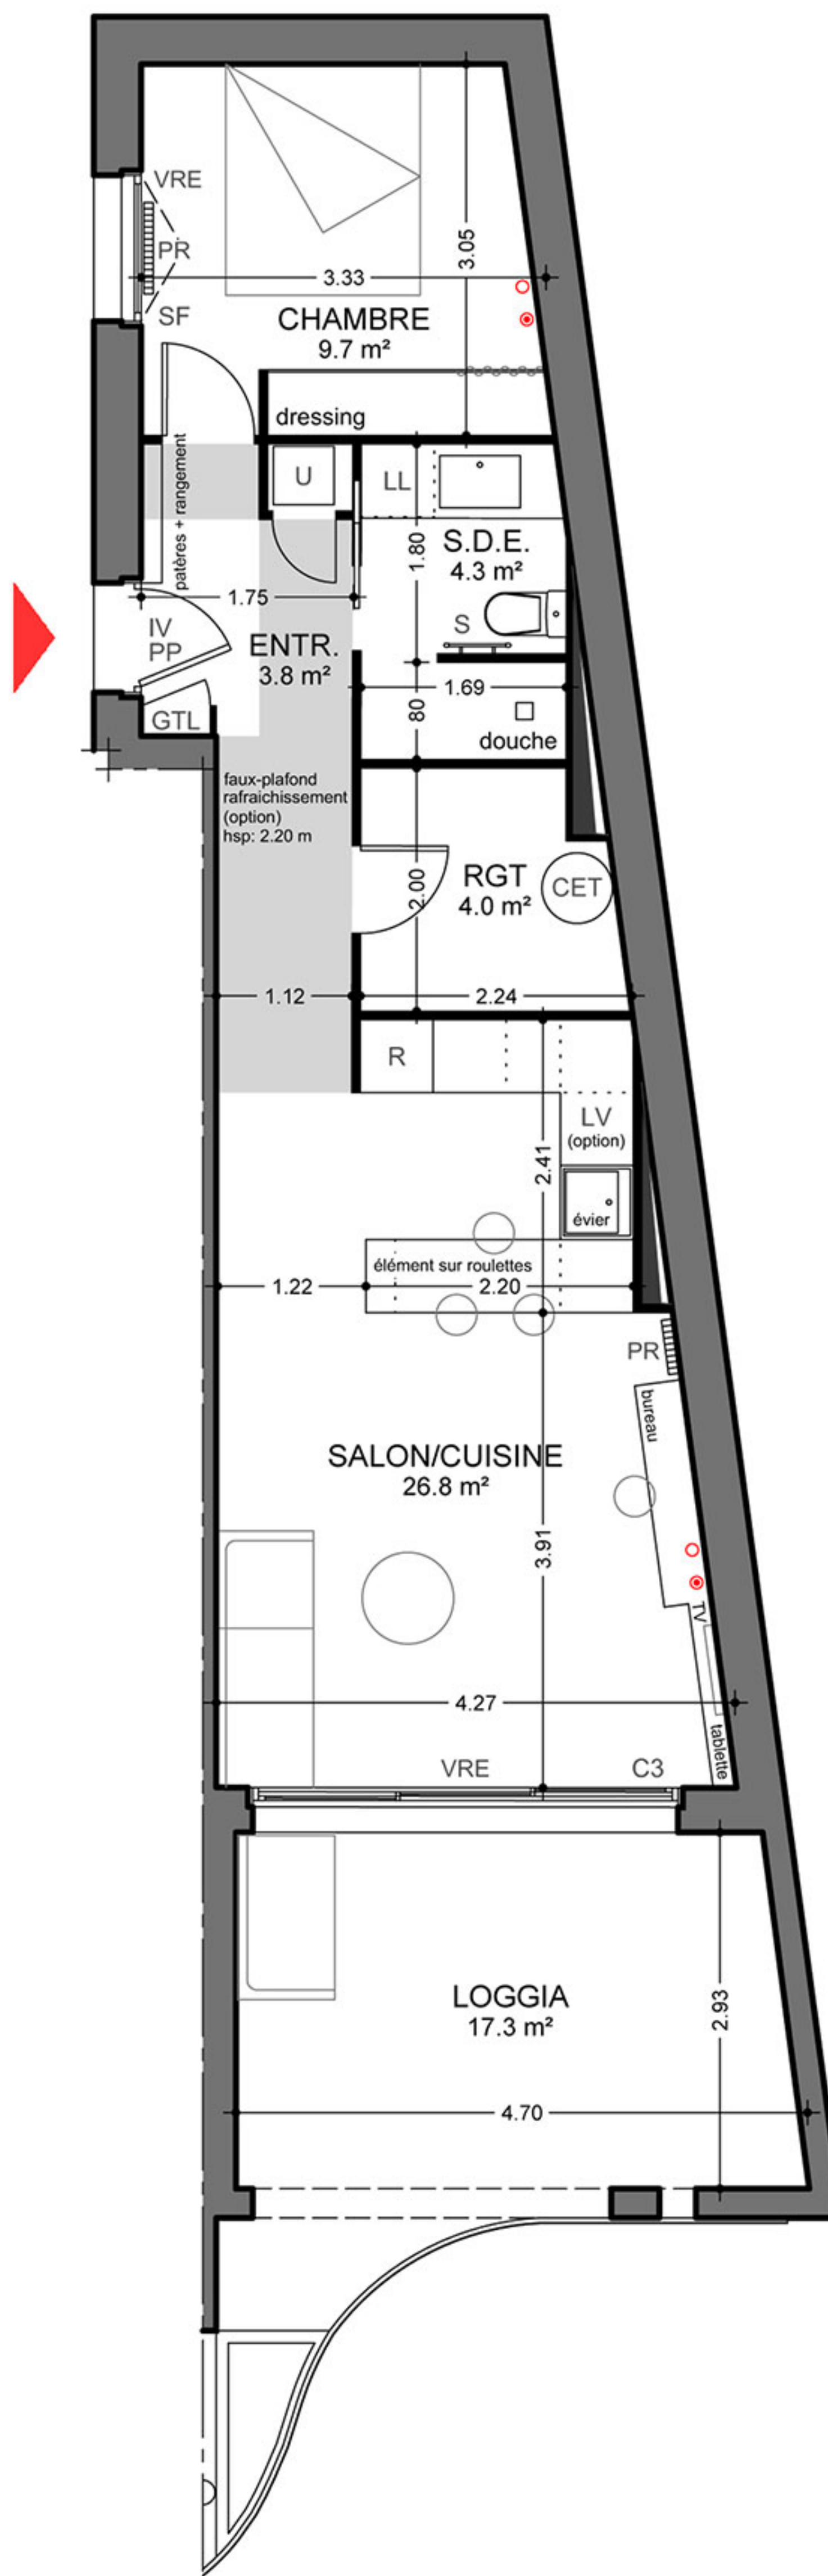 VRE
PR
3.05
3.33
SF
CHAMBRE
9.7 m²
dressing
patères + rangement
U
LL
S.D.E.
4.3 m²
1.80
1.75
IV
PP
S
ENTR.
3.8 m²
1.69
GTL
80
douche
faux-plafond
rafraichissement
(option)
hsp: 2.20 m
RGT
4.0 m²
2.00
CET
1.12
2.24
R
LV
(option)
2.41
évier
élément sur roulettes
1.22
2.20
PR
bureau
SALON/CUISINE
26.8 m²
3.91
TV
4.27
tablette
VRE
C3
LOGGIA
17.3 m²
2.93
4.70